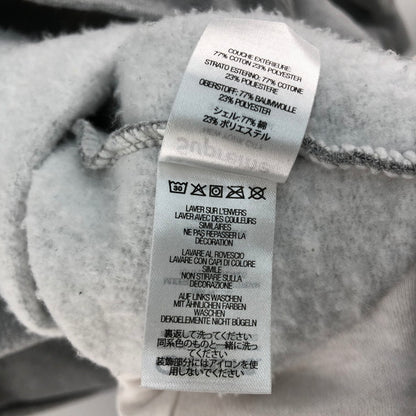 COUCHE EXTÉRIEURE:
77% COTON 23% POLYESTER
STRATO ESTERNO: 77% COTONE
23% POLIESTERE
OBERSTOFF: 77% BAUMWOLLE
23% POLYESTER
シェル: 77% 綿
23% ポリエステル
30
LAVER SUR L'ENVERS
LAVER AVEC DES COULEURS
SIMILAIRES
NE PAS REPASSER LA
DÉCORATION
LAVARE AL ROVESCIO
LAVARE CON CAPI DI COLORE
SIMILE
NON STIRARE SULLA
DECORAZIONE
AUF LINKS WASCHEN
MIT ÄHNLICHEN FARBEN
WASCHEN
DEKOELEMENTE NICHT BÜGELN
裏返して洗ってください
同系色のものと一緒に洗っ
てください
装飾部分にはアイロンを使
用しないでください